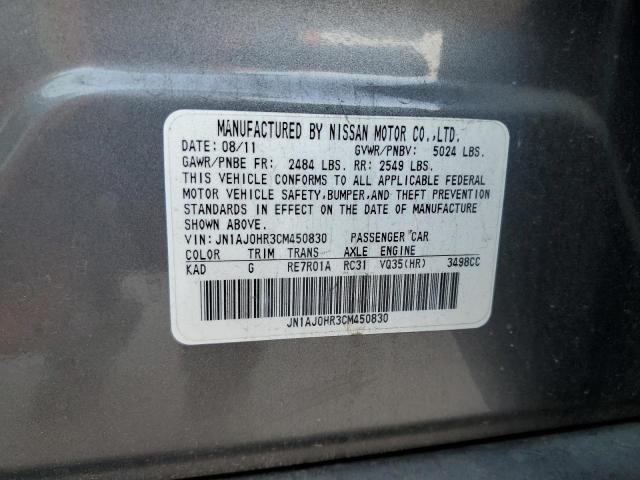 MANUFACTURED BY NISSAN MOTOR CO.,LTD.
DATE: 08/11 GVWR/PNBV: 5024 LBS.
GAWR/PNBE FR: 2484 LBS. RR: 2549 LBS.
THIS VEHICLE CONFORMS TO ALL APPLICABLE FEDERAL
MOTOR VEHICLE SAFETY,BUMPER,AND THEFT PREVENTION
STANDARDS IN EFFECT ON THE DATE OF MANUFACTURE
SHOWN ABOVE.
VIN: JN1AJ0HR3CM450830 PASSENGER CAR
COLOR TRIM TRANS AXLE ENGINE
KAD G RE7R01A RC31 VQ35(HR) 3498CC
JN1AJ0HR3CM450830